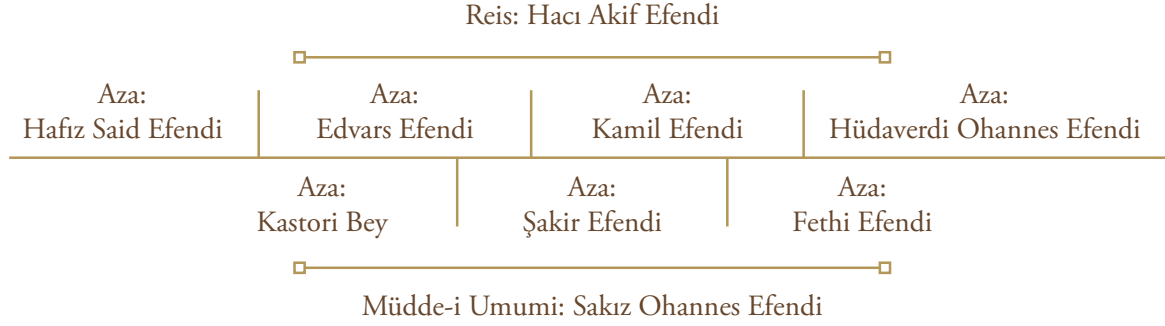 Reis: Hacı Akif Efendi
Aza:
Hafız Said Efendi
Aza:
Edvars Efendi
Aza:
Kamil Efendi
Aza:
Hüdaverdi Ohannes Efendi
Aza:
Kastori Bey
Aza:
Şakir Efendi
Aza:
Fethi Efendi
Müdde-i Umumi: Sakız Ohannes Efendi